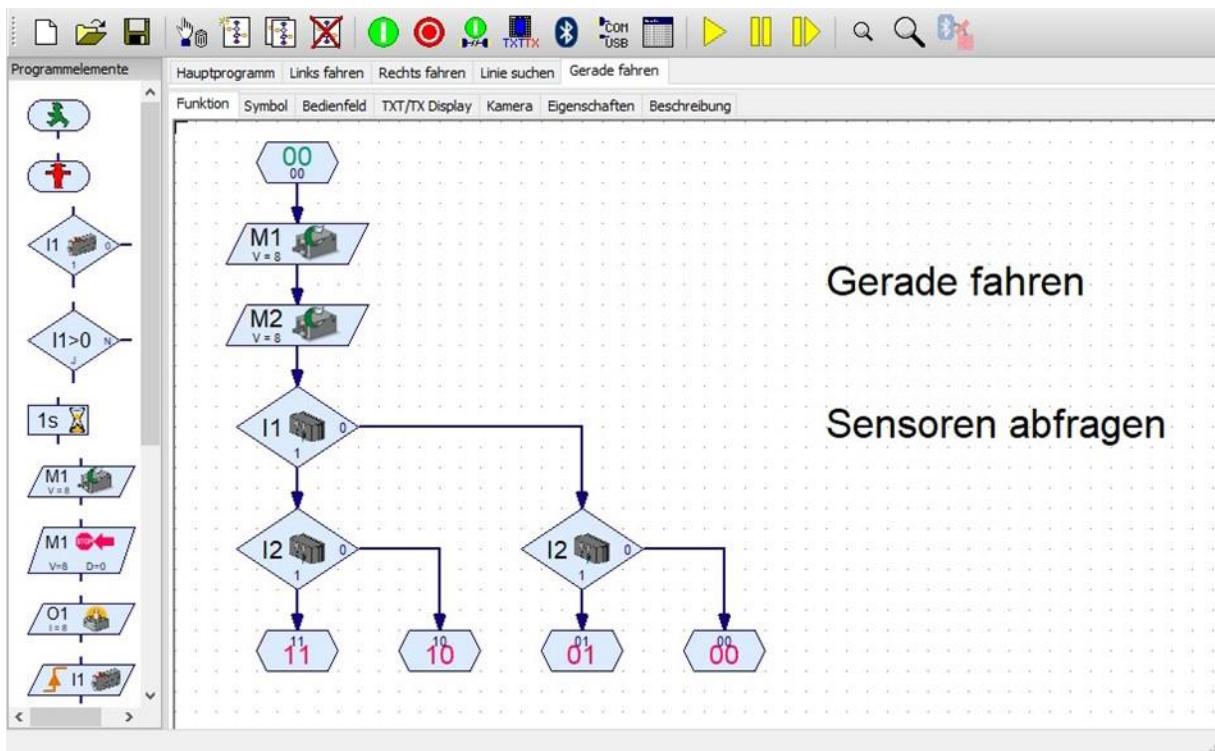 TXT TX
COM
USB
Programmelemente
Hauptprogramm Links fahren Rechts fahren Linie suchen Gerade fahren
Funktion Symbol Bedienfeld TXT/TX Display Kamera Eigenschaften Beschreibung
I1 0
1
I1>0 N
J
1s
M1
V = 8
M1 STOP
V=8 D=0
O1
I = 8
I1
00
00
M1
V = 8
M2
V = 8
I1 0
1
I2 0
1
I2 0
1
11
11
10
10
01
01
00
00
Gerade fahren
Sensoren abfragen